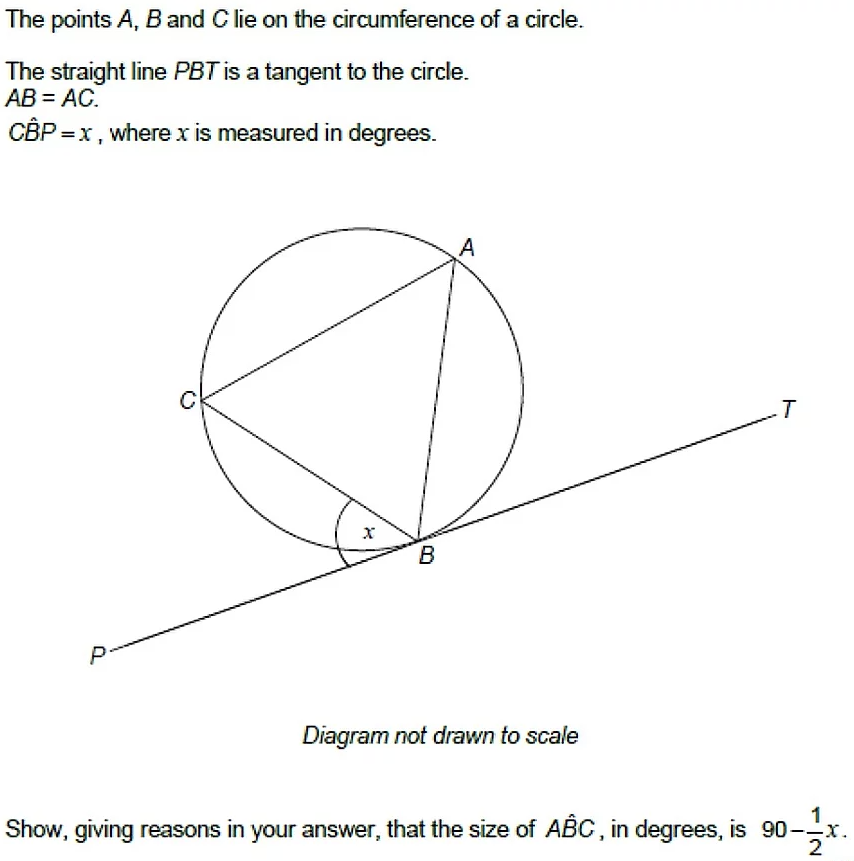 The points A, B and C lie on the circumference of a circle.
The straight line PBT is a tangent to the circle.
AB = AC.
CB̂P = x , where x is measured in degrees.
A
C
T
x
B
P
Diagram not drawn to scale
Show, giving reasons in your answer, that the size of AB̂C , in degrees, is 90 – 1/2 x .